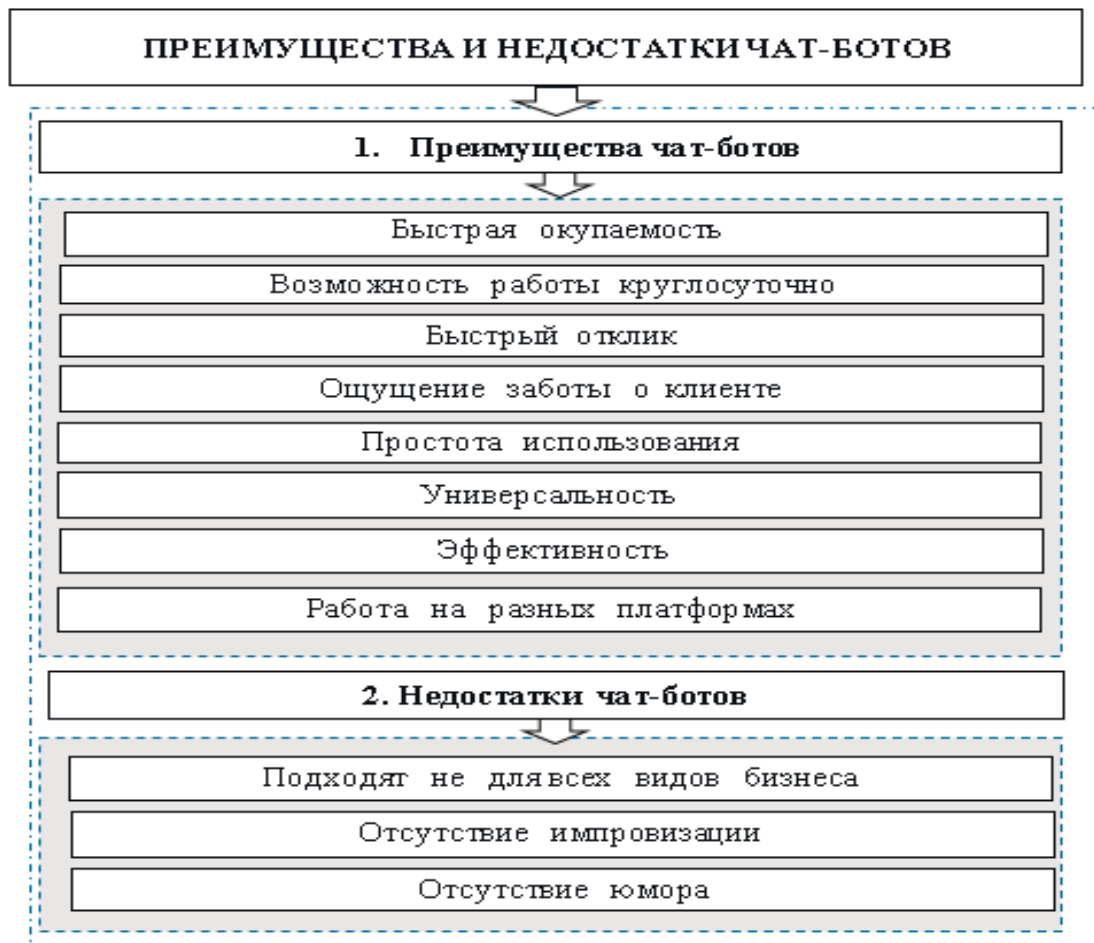 ПРЕИМУЩЕСТВА И НЕДОСТАТКИ ЧАТ-БОТОВ
1. Преимущества чат-ботов
Быстрая окупаемость
Возможность работы круглосуточно
Быстрый отклик
Ощущение заботы о клиенте
Простота использования
Универсальность
Эффективность
Работа на разных платформах
2. Недостатки чат-ботов
Подходят не для всех видов бизнеса
Отсутствие импровизации
Отсутствие юмора